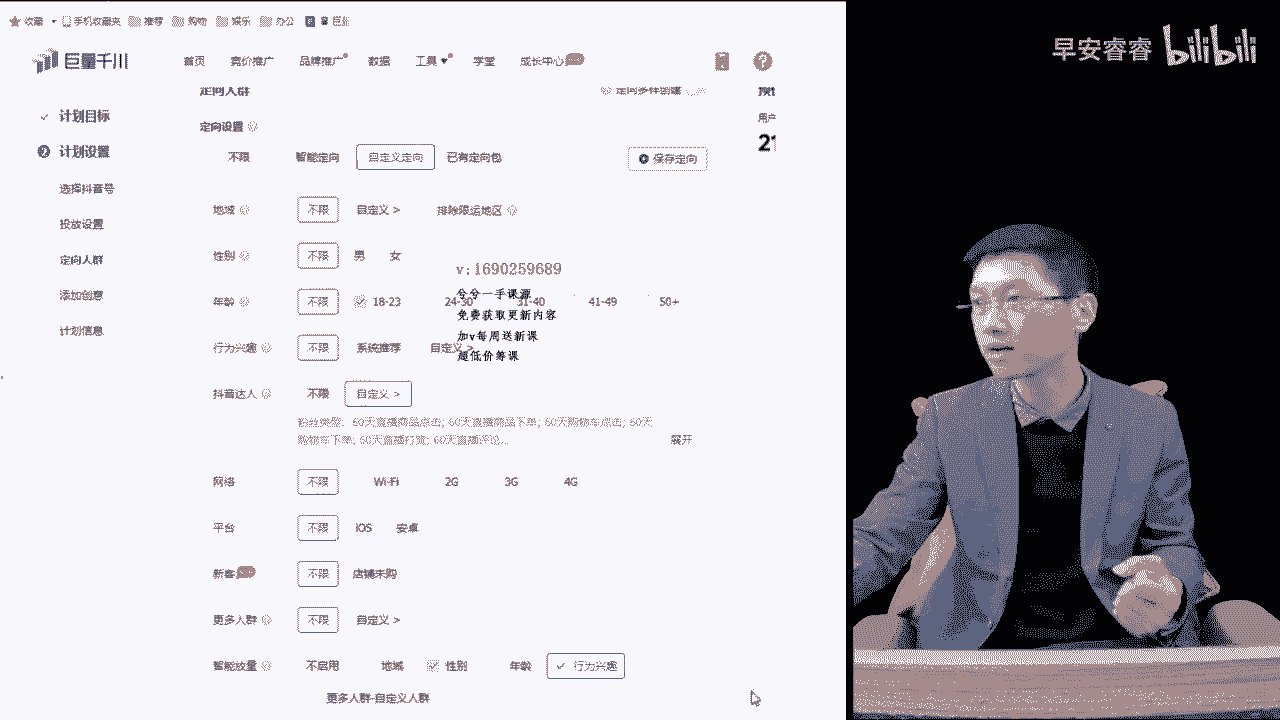 收藏 手机收藏夹 推荐 购物 娱乐 办公
巨量千川 首页 竞价推广 品牌推广 数据 工具 学堂 成长中心
早安睿睿 bilibili
定向人群
计划目标
定向设置
用户
21
计划设置
不限 智能定向 自定义定向 已有定向包 保存定向
选择抖音号
地域 不限 自定义 > 排除限运地区
投放设置
性别 不限 男 女
定向人群
v:1690259689
兮兮一手课源
添加创意
年龄 不限 18-23 24-30 31-40 41-49 50+
免费获取更新内容
计划信息
加v每周送新课
行为兴趣 不限 系统推荐 自定义 >
超低价筹课
抖音达人 不限 自定义 >
粉丝类型：60天直播商品点击; 60天直播商品下单; 60天购物车点击; 60天
购物车下单; 60天直播打赏; 60天直播评论... 展开
网络 不限 Wi-Fi 2G 3G 4G
平台 不限 iOS 安卓
新客 不限 店铺未购
更多人群 不限 自定义 >
智能放量 不启用 地域 性别 年龄 行为兴趣
更多人群-自定义人群